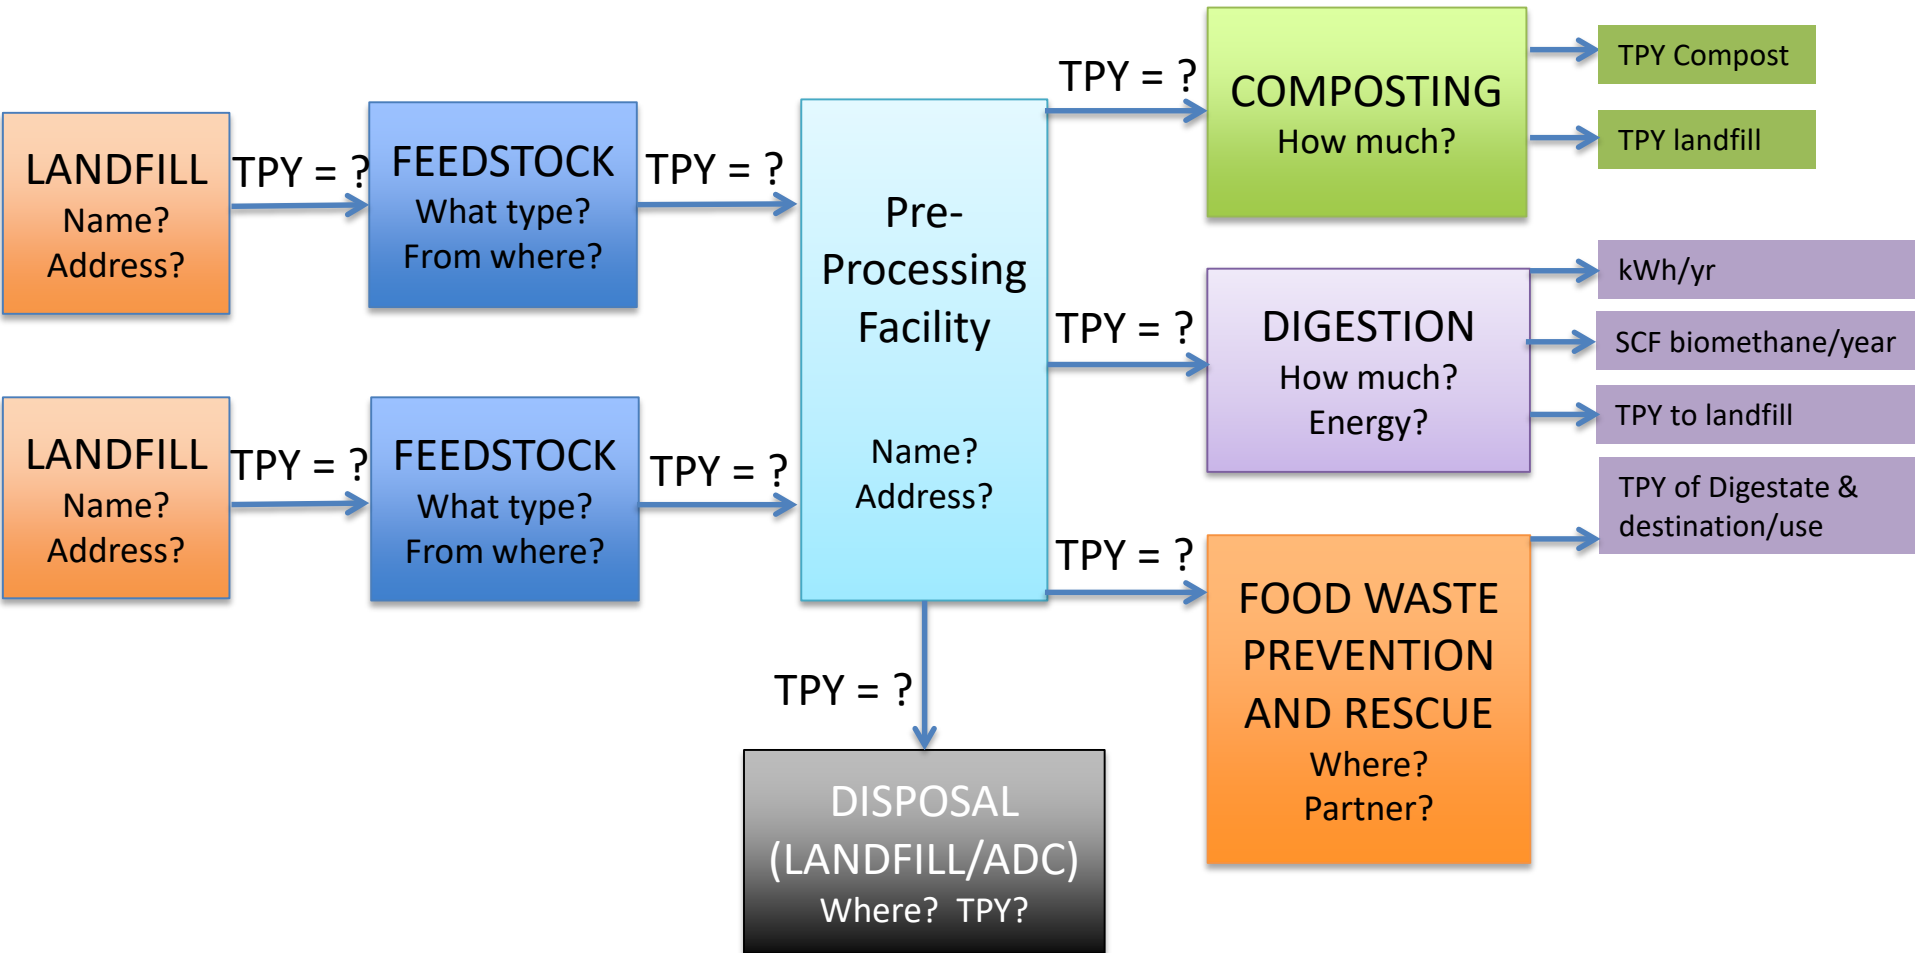 LANDFILL
Name?
Address?
TPY = ?
FEEDSTOCK
What type?
From where?
TPY = ?
LANDFILL
Name?
Address?
TPY = ?
FEEDSTOCK
What type?
From where?
TPY = ?
Pre-
Processing
Facility
Name?
Address?
TPY = ?
DISPOSAL
(LANDFILL/ADC)
Where?  TPY?
TPY = ?
COMPOSTING
How much?
TPY Compost
TPY landfill
TPY = ?
DIGESTION
How much?
Energy?
kWh/yr
SCF biomethane/year
TPY to landfill
TPY of Digestate &
destination/use
TPY = ?
FOOD WASTE
PREVENTION
AND RESCUE
Where?
Partner?